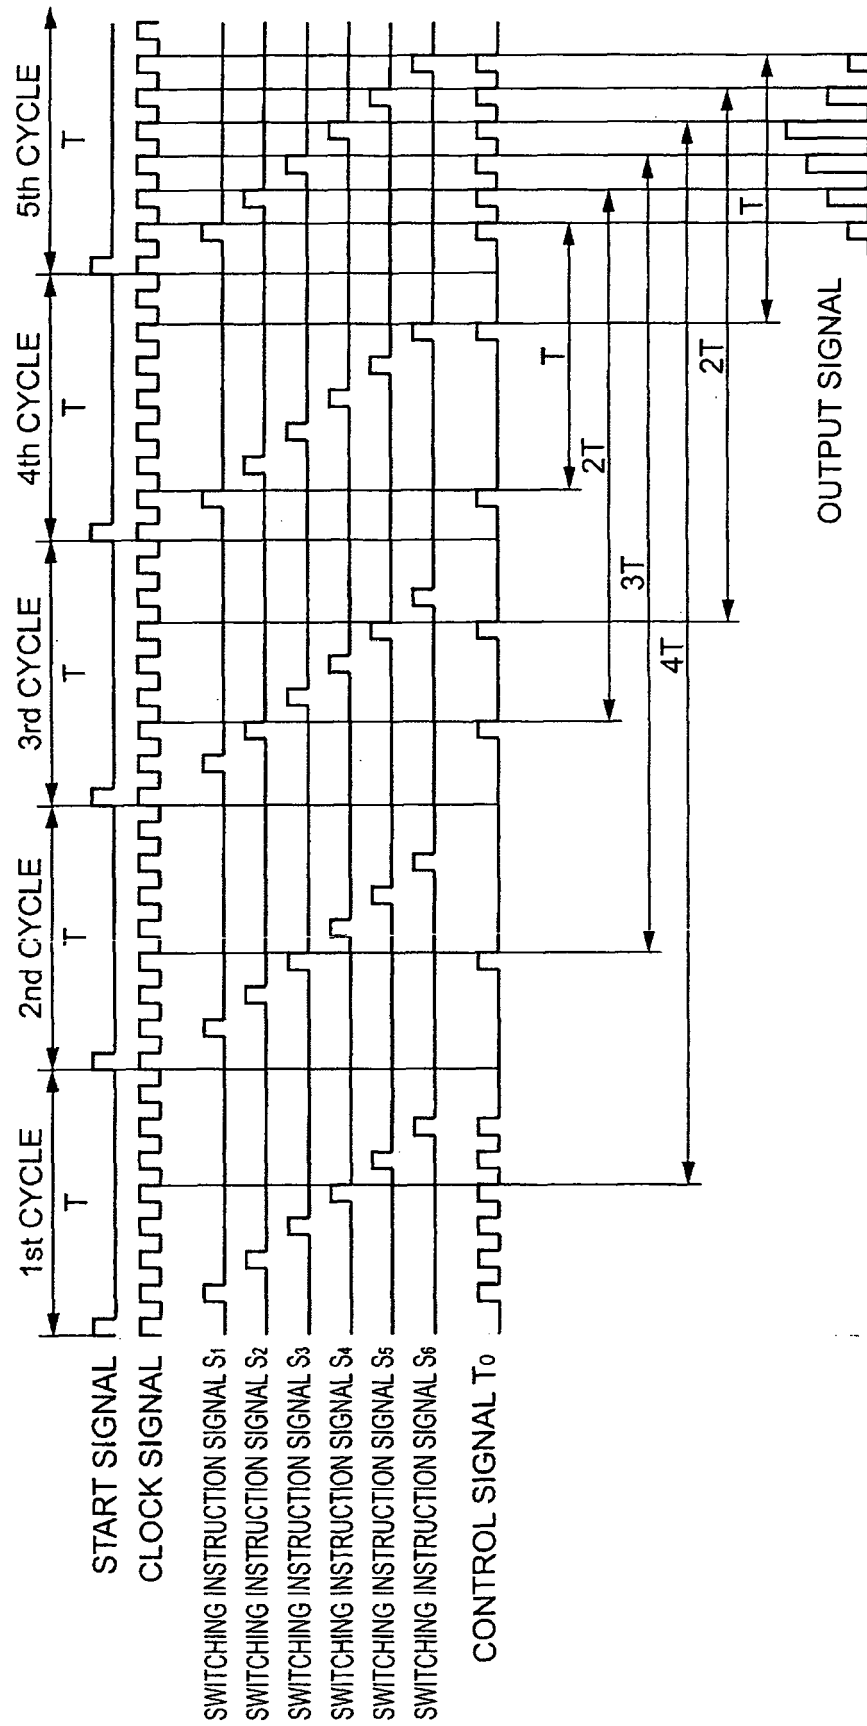 1st CYCLE
2nd CYCLE
3rd CYCLE
4th CYCLE
5th CYCLE
T
T
T
T
T
START SIGNAL
CLOCK SIGNAL
SWITCHING INSTRUCTION SIGNAL S1
SWITCHING INSTRUCTION SIGNAL S2
SWITCHING INSTRUCTION SIGNAL S3
SWITCHING INSTRUCTION SIGNAL S4
SWITCHING INSTRUCTION SIGNAL S5
SWITCHING INSTRUCTION SIGNAL S6
CONTROL SIGNAL T0
T
2T
3T
4T
2T
T
OUTPUT SIGNAL